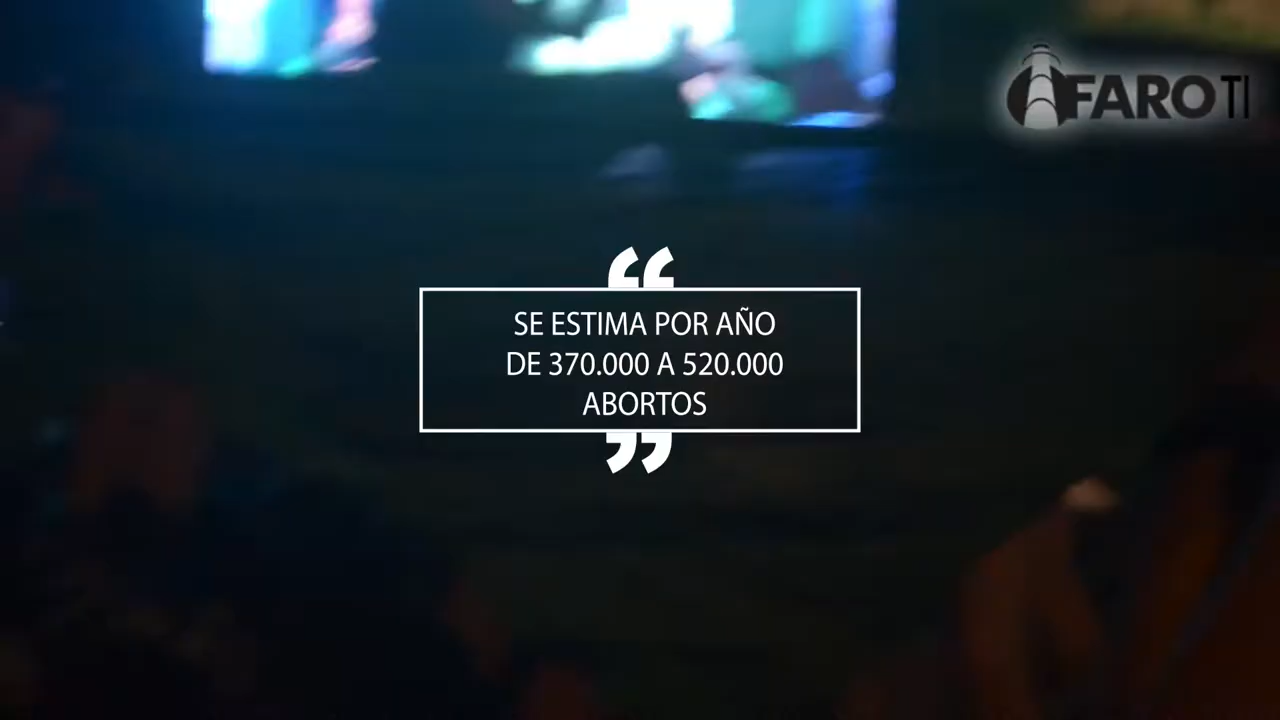 FARO TI
“
SE ESTIMA POR AÑO
DE 370.000 A 520.000
ABORTOS
”